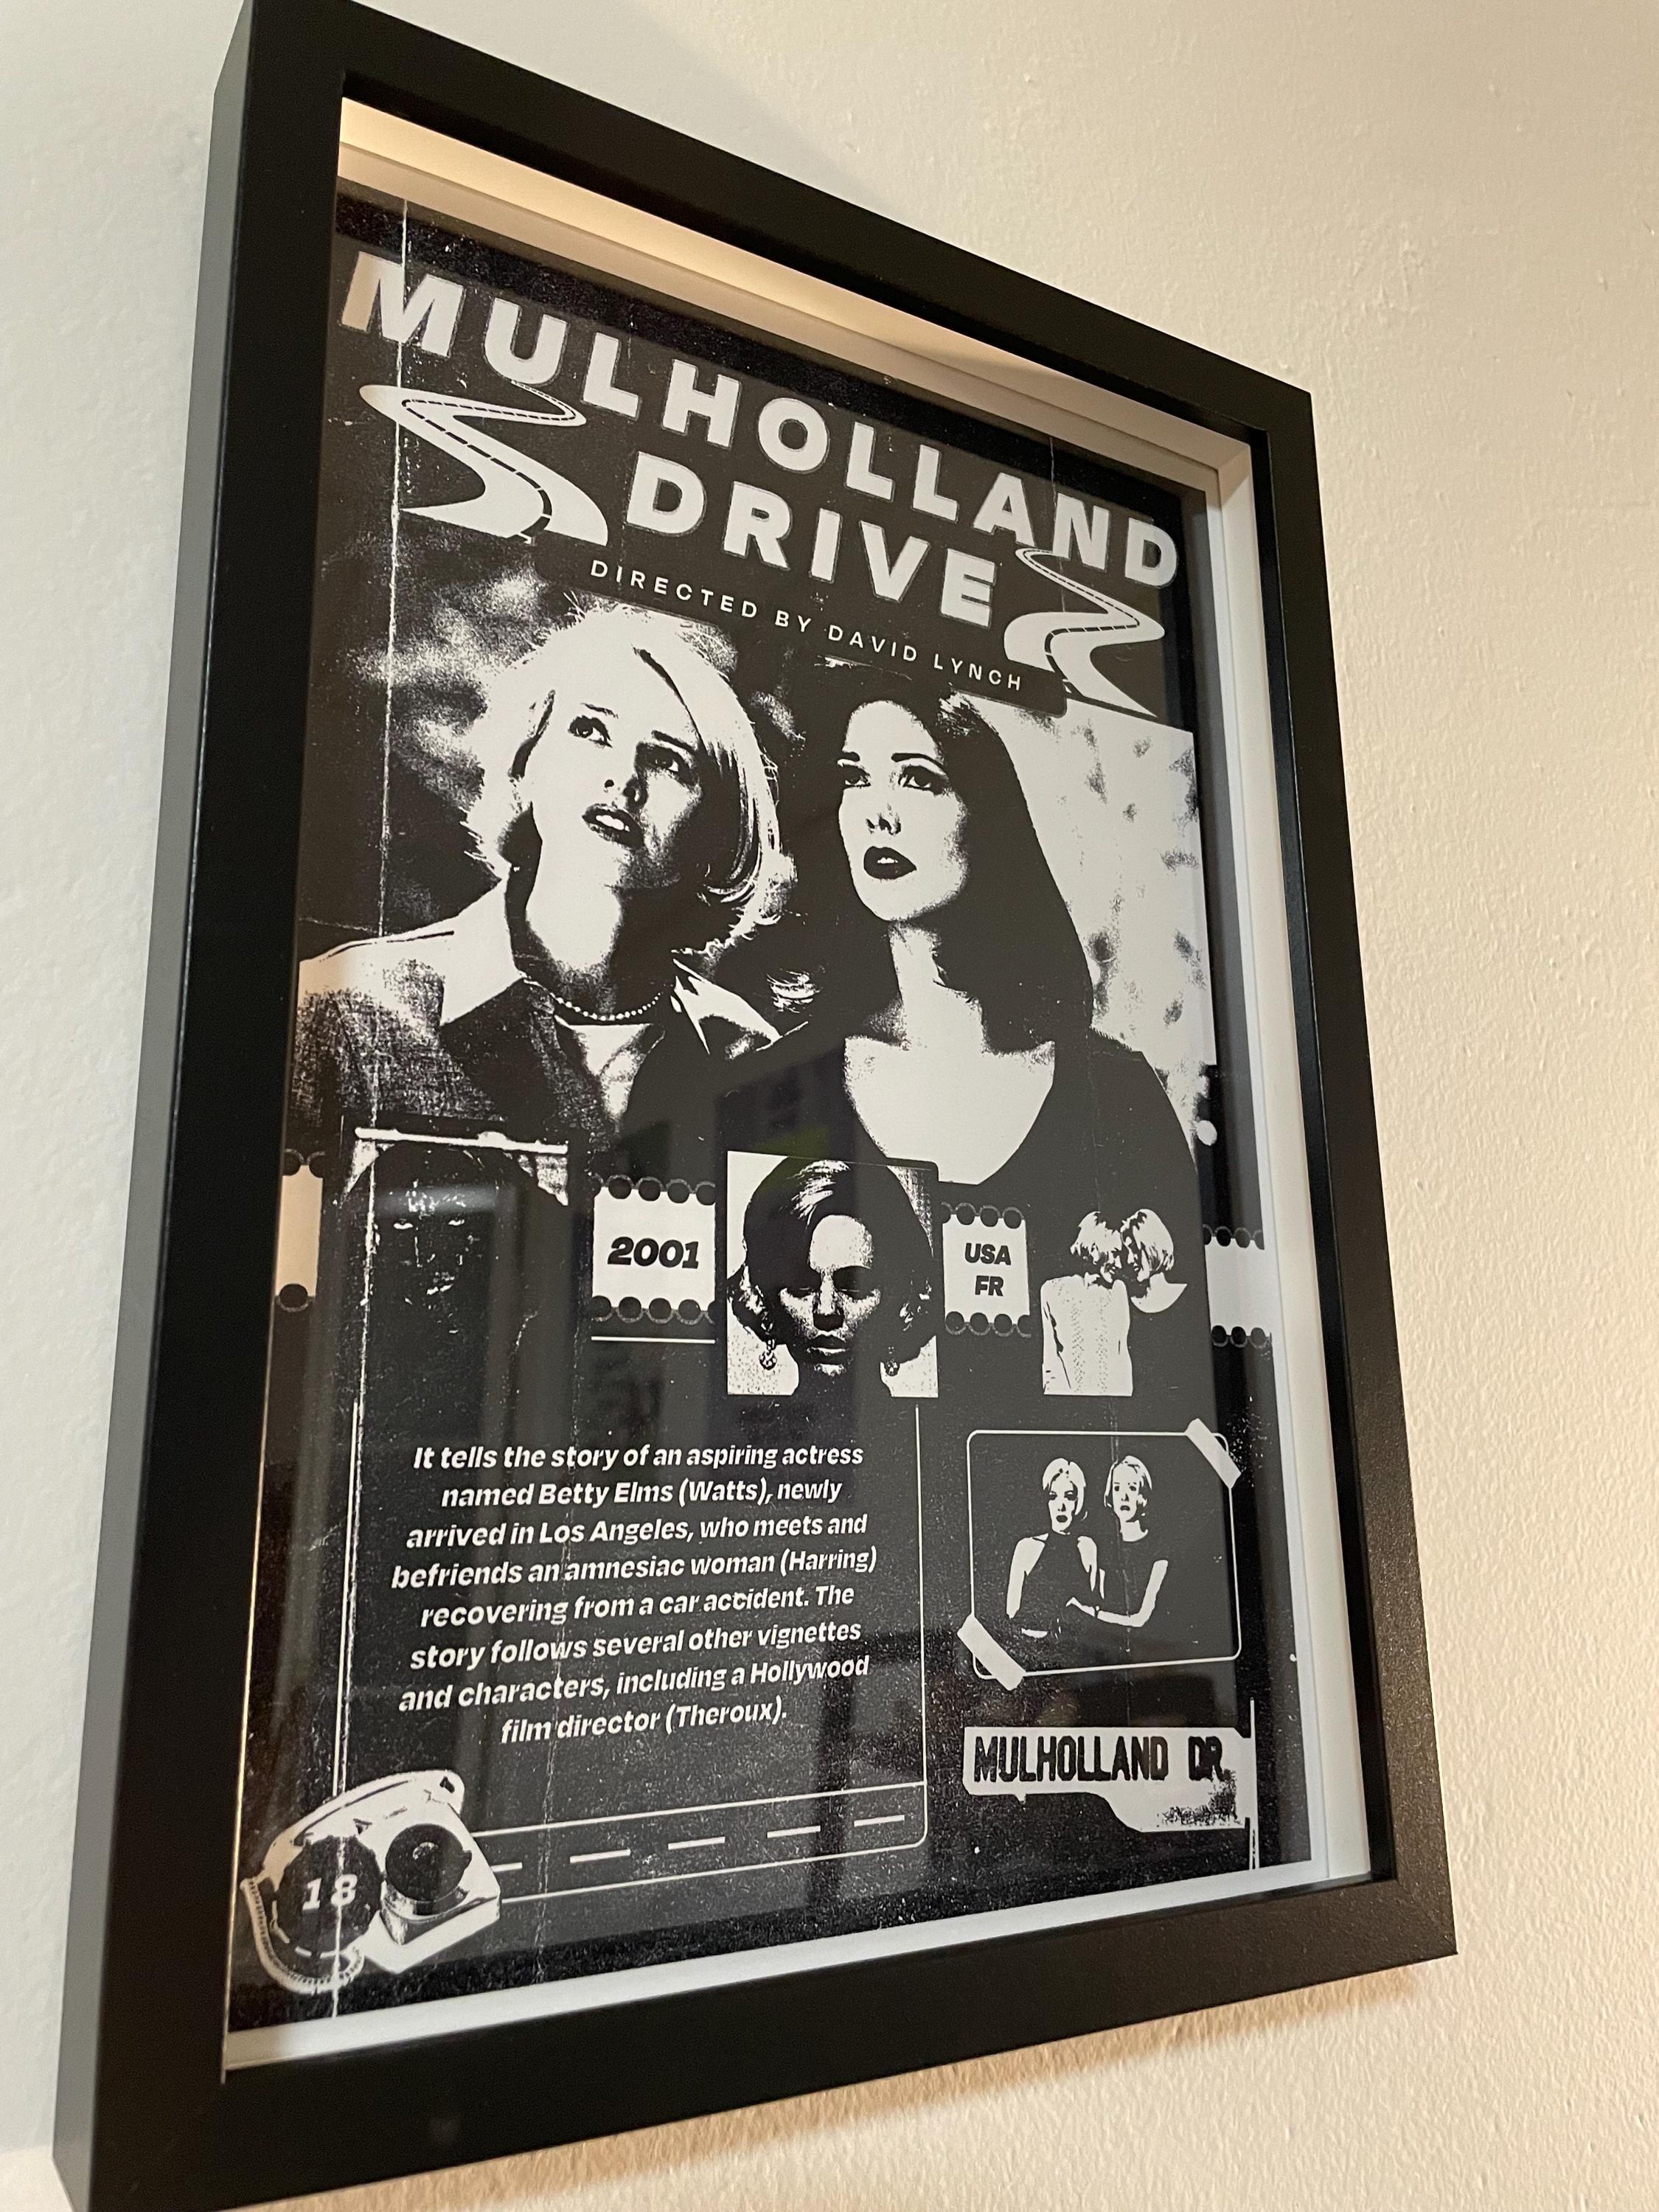 MULHOLLAND
DRIVE
DIRECTED BY DAVID LYNCH
2001
USA
FR
It tells the story of an aspiring actress
named Betty Elms (Watts), newly
arrived in Los Angeles, who meets and
befriends an amnesiac woman (Harring)
recovering from a car accident. The
story follows several other vignettes
and characters, including a Hollywood
film director (Theroux).
MULHOLLAND DR.
18